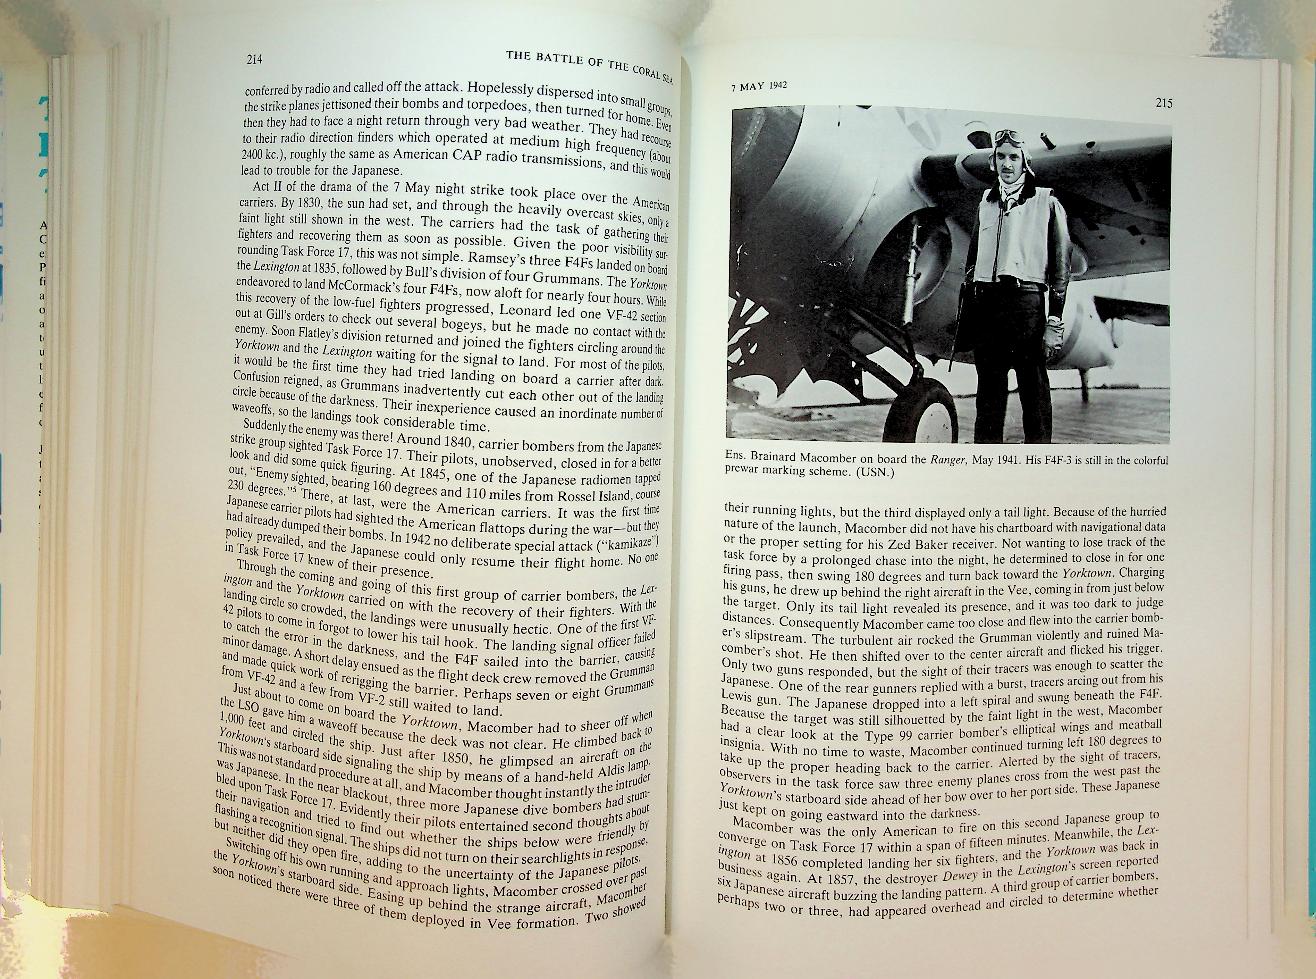 214
THE BATTLE OF THE CORAL SEA
conferred by radio and called off the attack. Hopelessly dispersed into small groups,
the strike planes jettisoned their bombs and torpedoes, then turned for home. Even
then they had to face a night return through very bad weather. They had recourse
to their radio direction finders which operated at medium high frequency (about
2400 kc.), roughly the same as American CAP radio transmissions, and this would
lead to trouble for the Japanese.
Act II of the drama of the 7 May night strike took place over the American
carriers. By 1830, the sun had set, and through the heavily overcast skies, only a
faint light still shown in the west. The carriers had the task of gathering their
fighters and recovering them as soon as possible. Given the poor visibility sur-
rounding Task Force 17, this was not simple. Ramsey's three F4Fs landed on board
the Lexington at 1835, followed by Bull's division of four Grummans. The Yorktown
endeavored to land McCormack's four F4Fs, now aloft for nearly four hours. While
this recovery of the low-fuel fighters progressed, Leonard led one VF-42 section
out at Gill's orders to check out several bogeys, but he made no contact with the
enemy. Soon Flatley's division returned and joined the fighters circling around the
Yorktown and the Lexington waiting for the signal to land. For most of the pilots,
it would be the first time they had tried landing on board a carrier after dark.
Confusion reigned, as Grummans inadvertently cut each other out of the landing
circle because of the darkness. Their inexperience caused an inordinate number of
waveoffs, so the landings took considerable time.
Suddenly the enemy was there! Around 1840, carrier bombers from the Japanese
strike group sighted Task Force 17. Their pilots, unobserved, closed in for a better
look and did some quick figuring. At 1845, one of the Japanese radiomen tapped
out, "Enemy sighted, bearing 160 degrees and 110 miles from Rossel Island, course
230 degrees."⁵ There, at last, were the American carriers. It was the first time
Japanese carrier pilots had sighted the American flattops during the war—but they
had already dumped their bombs. In 1942 no deliberate special attack ("kamikaze")
policy prevailed, and the Japanese could only resume their flight home. No one
in Task Force 17 knew of their presence.
Through the coming and going of this first group of carrier bombers, the Lex-
ington and the Yorktown carried on with the recovery of their fighters. With the
landing circle so crowded, the landings were unusually hectic. One of the first VF-
42 pilots to come in forgot to lower his tail hook. The landing signal officer failed
to catch the error in the darkness, and the F4F sailed into the barrier, causing
minor damage. A short delay ensued as the flight deck crew removed the Grumman
and made quick work of rerigging the barrier. Perhaps seven or eight Grummans
from VF-42 and a few from VF-2 still waited to land.
Just about to come on board the Yorktown, Macomber had to sheer off when
the LSO gave him a waveoff because the deck was not clear. He climbed back to
1,000 feet and circled the ship. Just after 1850, he glimpsed an aircraft on the
Yorktown's starboard side signaling the ship by means of a hand-held Aldis lamp.
This was not standard procedure at all, and Macomber thought instantly the intruder
was Japanese. In the near blackout, three more Japanese dive bombers had stum-
bled upon Task Force 17. Evidently their pilots entertained second thoughts about
their navigation and tried to find out whether the ships below were friendly by
flashing a recognition signal. The ships did not turn on their searchlights in response,
but neither did they open fire, adding to the uncertainty of the Japanese pilots.
Switching off his own running and approach lights, Macomber crossed over past
the Yorktown's starboard side. Easing up behind the strange aircraft, Macomber
soon noticed there were three of them deployed in Vee formation. Two showed
7 MAY 1942
215
Ens. Brainard Macomber on board the Ranger, May 1941. His F4F-3 is still in the colorful
prewar marking scheme. (USN.)
their running lights, but the third displayed only a tail light. Because of the hurried
nature of the launch, Macomber did not have his chartboard with navigational data
or the proper setting for his Zed Baker receiver. Not wanting to lose track of the
task force by a prolonged chase into the night, he determined to close in for one
firing pass, then swing 180 degrees and turn back toward the Yorktown. Charging
his guns, he drew up behind the right aircraft in the Vee, coming in from just below
the target. Only its tail light revealed its presence, and it was too dark to judge
distances. Consequently Macomber came too close and flew into the carrier bomb-
er's slipstream. The turbulent air rocked the Grumman violently and ruined Ma-
comber's shot. He then shifted over to the center aircraft and flicked his trigger.
Only two guns responded, but the sight of their tracers was enough to scatter the
Japanese. One of the rear gunners replied with a burst, tracers arcing out from his
Lewis gun. The Japanese dropped into a left spiral and swung beneath the F4F.
Because the target was still silhouetted by the faint light in the west, Macomber
had a clear look at the Type 99 carrier bomber's elliptical wings and meatball
insignia. With no time to waste, Macomber continued turning left 180 degrees to
take up the proper heading back to the carrier. Alerted by the sight of tracers,
observers in the task force saw three enemy planes cross from the west past the
Yorktown's starboard side ahead of her bow over to her port side. These Japanese
just kept on going eastward into the darkness.
Macomber was the only American to fire on this second Japanese group to
converge on Task Force 17 within a span of fifteen minutes. Meanwhile, the Lex-
ington at 1856 completed landing her six fighters, and the Yorktown was back in
business again. At 1857, the destroyer Dewey in the Lexington's screen reported
six Japanese aircraft buzzing the landing pattern. A third group of carrier bombers,
perhaps two or three, had appeared overhead and circled to determine whether